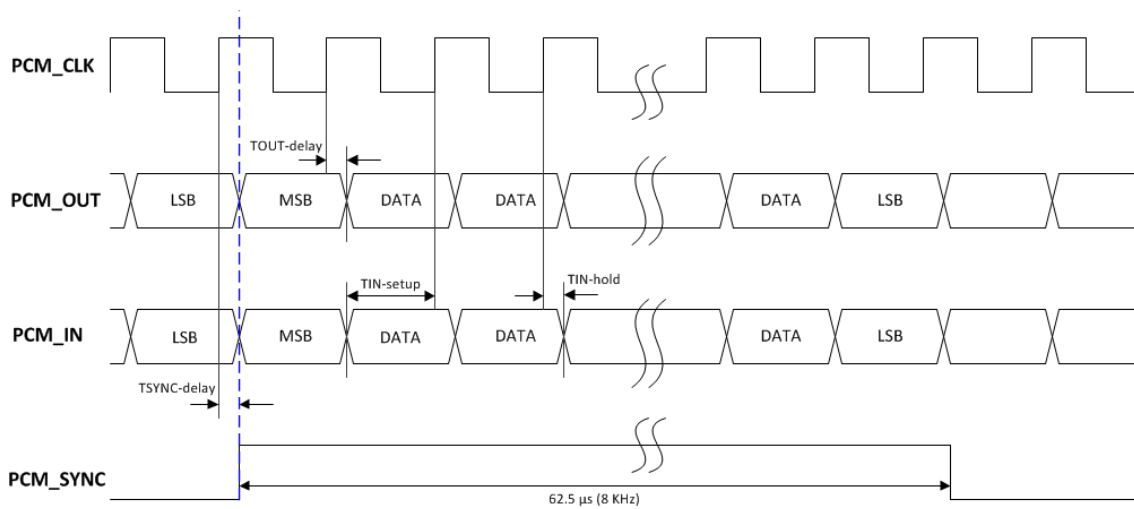 PCM_CLK
TOUT-delay
PCM_OUT
LSB
MSB
DATA
DATA
DATA
LSB
TIN-setup
TIN-hold
PCM_IN
LSB
MSB
DATA
DATA
DATA
LSB
TSYNC-delay
PCM_SYNC
62.5 µs (8 KHz)